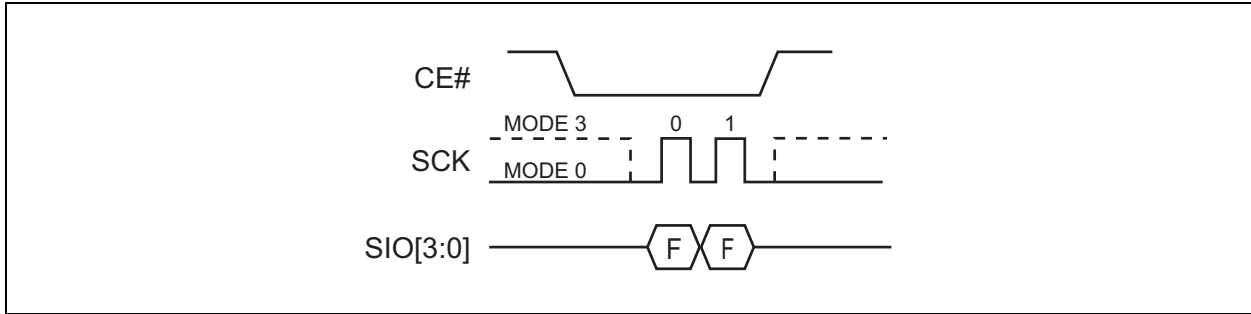 CE#
MODE 3 0 1
SCK
MODE 0
SIO[3:0] F F